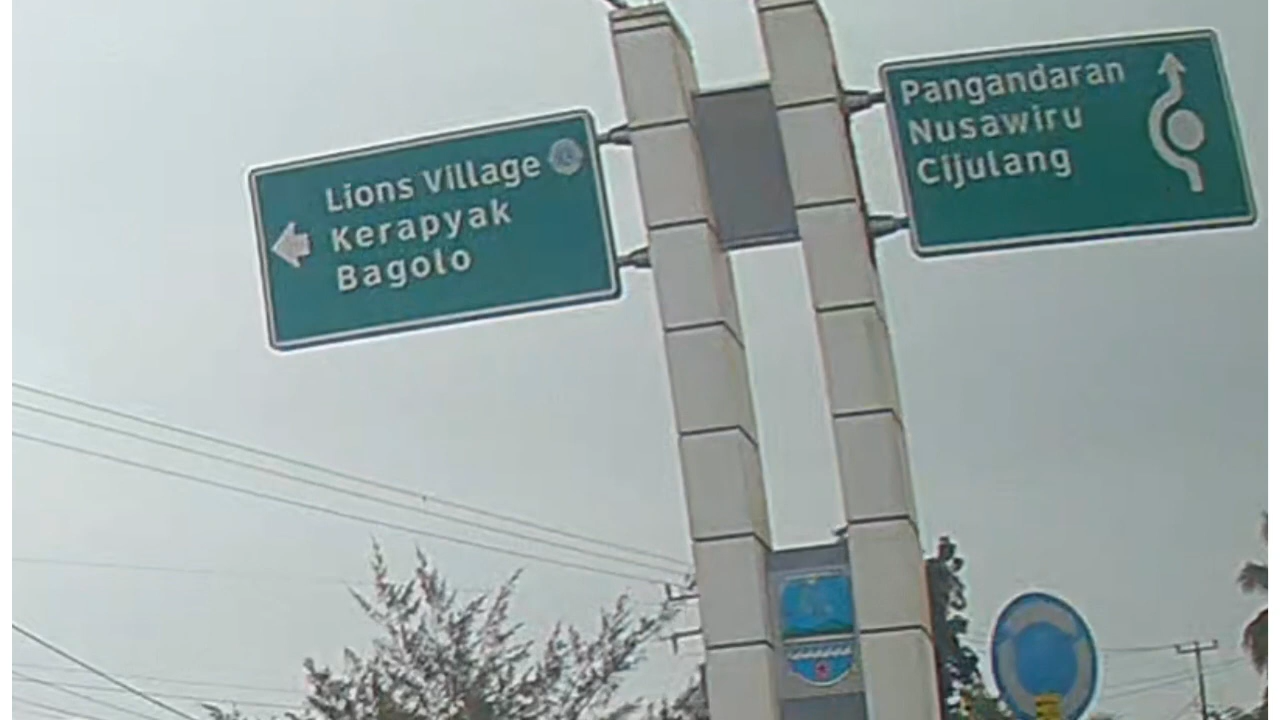 Lions Village
Kerapyak
Bagolo
Pangandaran
Nusawiru
Cijulang